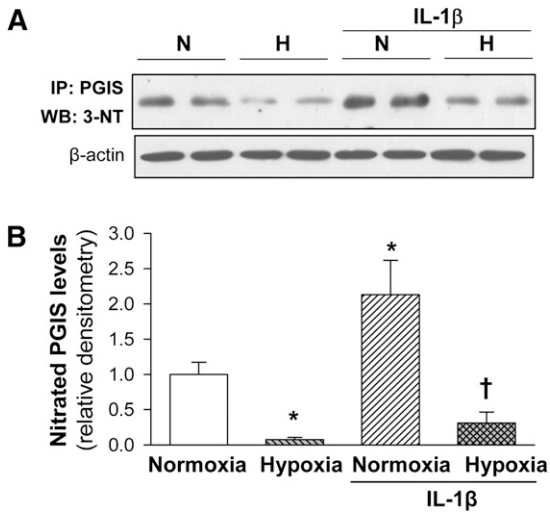 A
IL-1β
N H N H
IP: PGIS
WB: 3-NT
β-actin
B
Nitrated PGIS levels
(relative densitometry)
3.0
2.5
2.0
1.5
1.0
0.5
0.0
*
*
†
Normoxia Hypoxia Normoxia Hypoxia
IL-1β